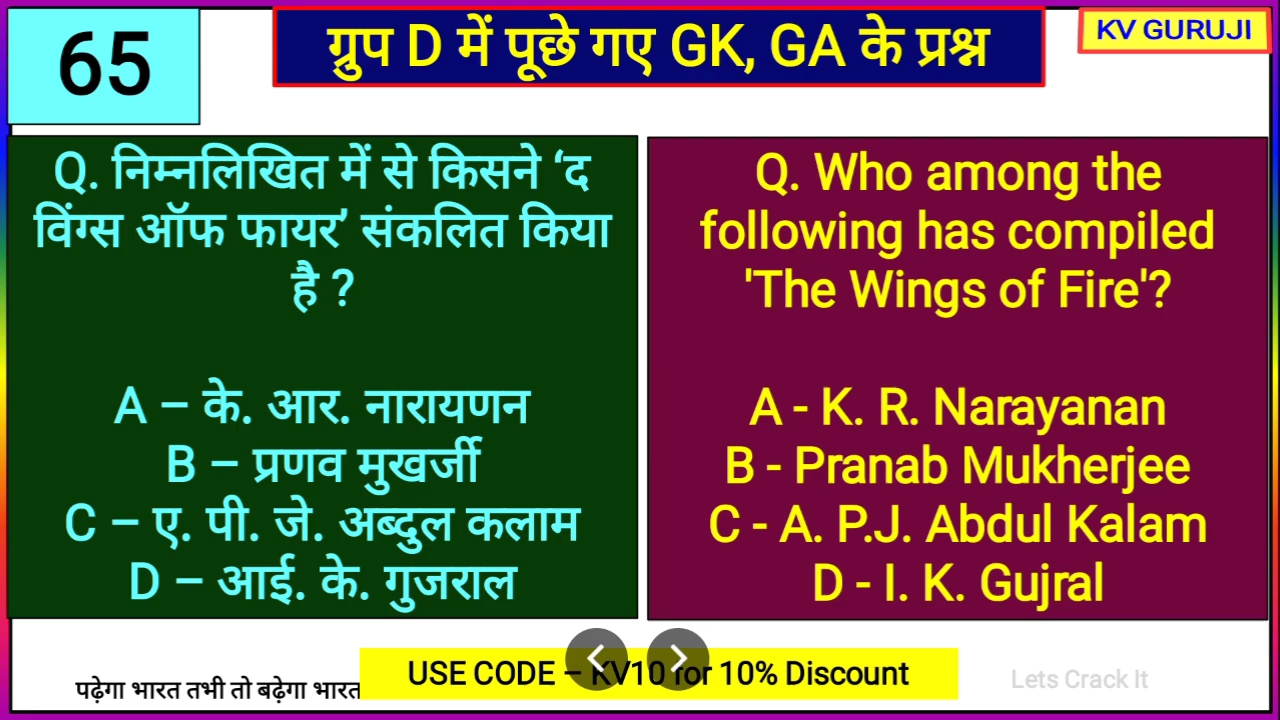 65
ग्रुप D में पूछे गए GK, GA के प्रश्न
KV GURUJI
Q. निम्नलिखित में से किसने ‘द
विंग्स ऑफ फायर’ संकलित किया
है ?
A – के. आर. नारायणन
B – प्रणव मुखर्जी
C – ए. पी. जे. अब्दुल कलाम
D – आई. के. गुजराल
Q. Who among the
following has compiled
'The Wings of Fire'?
A - K. R. Narayanan
B - Pranab Mukherjee
C - A. P.J. Abdul Kalam
D - I. K. Gujral
पढ़ेगा भारत तभी तो बढ़ेगा भारत
USE CODE – KV10 for 10% Discount
Lets Crack It